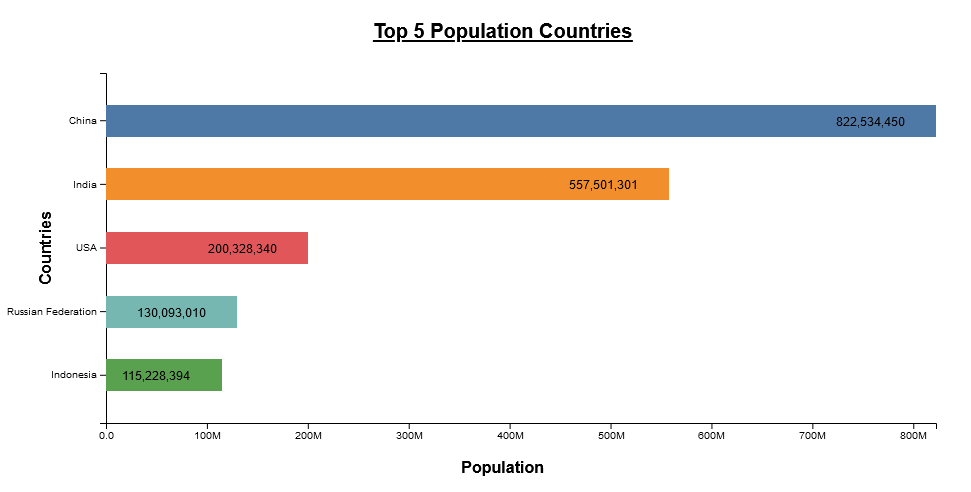 Top 5 Population Countries
China
822,534,450
India
557,501,301
USA
200,328,340
Russian Federation
130,093,010
Indonesia
115,228,394
Countries
0.0 100M 200M 300M 400M 500M 600M 700M 800M
Population